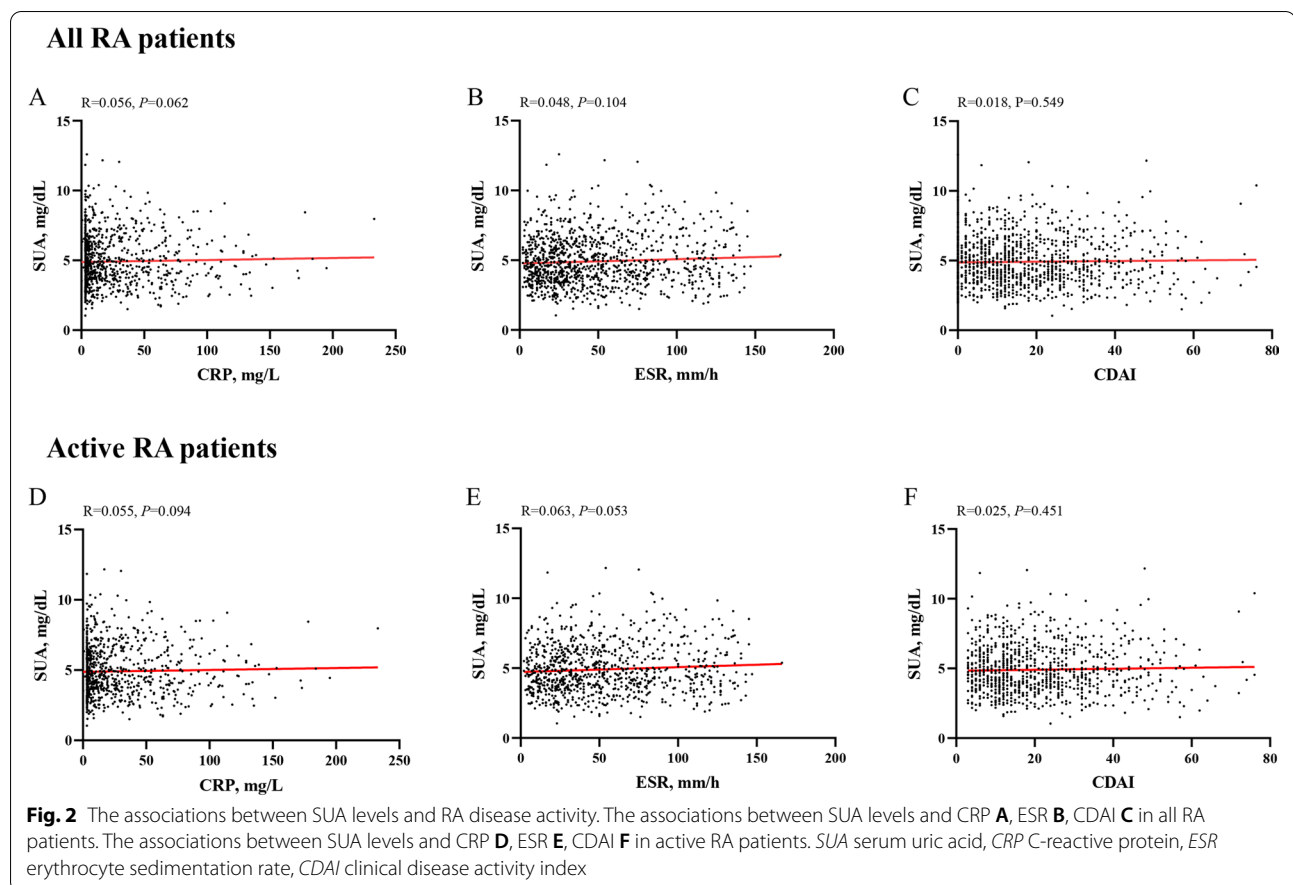 All RA patients
A
R=0.056, P=0.062
SUA, mg/dL
15
10
5
0
0 50 100 150 200 250
CRP, mg/L
B
R=0.048, P=0.104
SUA, mg/dL
15
10
5
0
0 50 100 150 200
ESR, mm/h
C
R=0.018, P=0.549
SUA, mg/dL
15
10
5
0
0 20 40 60 80
CDAI
Active RA patients
D
R=0.055, P=0.094
SUA, mg/dL
15
10
5
0
0 50 100 150 200 250
CRP, mg/L
E
R=0.063, P=0.053
SUA, mg/dL
15
10
5
0
0 50 100 150 200
ESR, mm/h
F
R=0.025, P=0.451
SUA, mg/dL
15
10
5
0
0 20 40 60 80
CDAI
Fig. 2 The associations between SUA levels and RA disease activity. The associations between SUA levels and CRP A, ESR B, CDAI C in all RA
patients. The associations between SUA levels and CRP D, ESR E, CDAI F in active RA patients. SUA serum uric acid, CRP C-reactive protein, ESR
erythrocyte sedimentation rate, CDAI clinical disease activity index